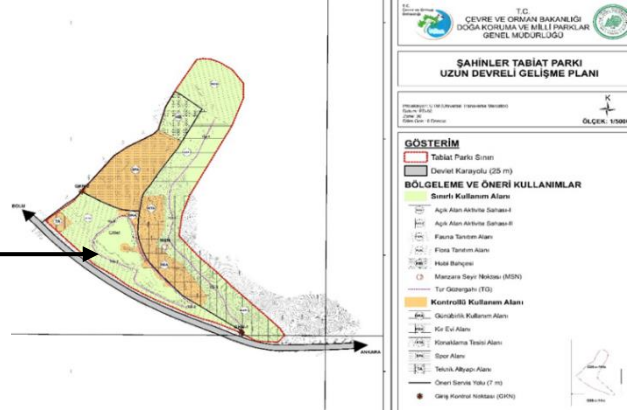 T.C.
ÇEVRE VE ORMAN BAKANLIĞI
DOĞA KORUMA VE MİLLİ PARKLAR
GENEL MÜDÜRLÜĞÜ
ŞAHİNLER TABİAT PARKI
UZUN DEVRELİ GELİŞME PLANI
K
ÖLÇEK: 1/5000
GÖSTERİM
Tabiat Parkı Sınırı
Devlet Karayolu (25 m)
BÖLGELEME VE ÖNERİ KULLANIMLAR
Sınırlı Kullanım Alanı
Açık Alan Aktivite Sahası-I
Açık Alan Aktivite Sahası-II
Fauna Tanıtım Alanı
Flora Tanıtım Alanı
Hobi Bahçesi
Manzara Seyir Noktası (MSN)
Tur Güzergahı (TG)
Kontrollü Kullanım Alanı
Günübirlik Kullanım Alanı
Kır Evi Alanı
Konaklama Tesisi Alanı
Spor Alanı
Teknik Altyapı Alanı
Öneri Servis Yolu (7 m)
Giriş Kontrol Noktası (GKN)
BOLU
ANKARA